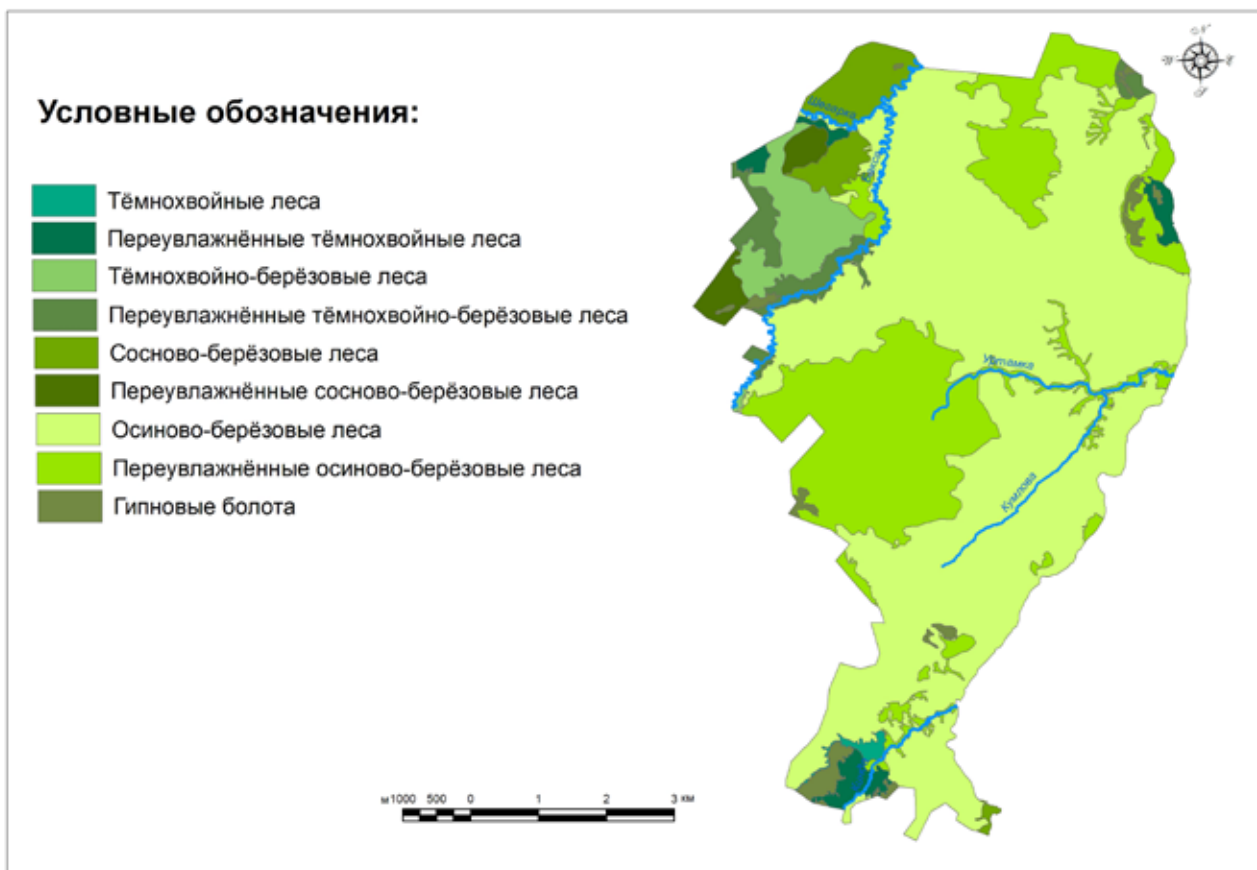 Условные обозначения:
Тёмнохвойные леса
Переувлажнённые тёмнохвойные леса
Тёмнохвойно-берёзовые леса
Переувлажнённые тёмнохвойно-берёзовые леса
Сосново-берёзовые леса
Переувлажнённые сосново-берёзовые леса
Осиново-берёзовые леса
Переувлажнённые осиново-берёзовые леса
Гипновые болота
Шегарка
Кумлова
м1000 500 0 1 2 3 км